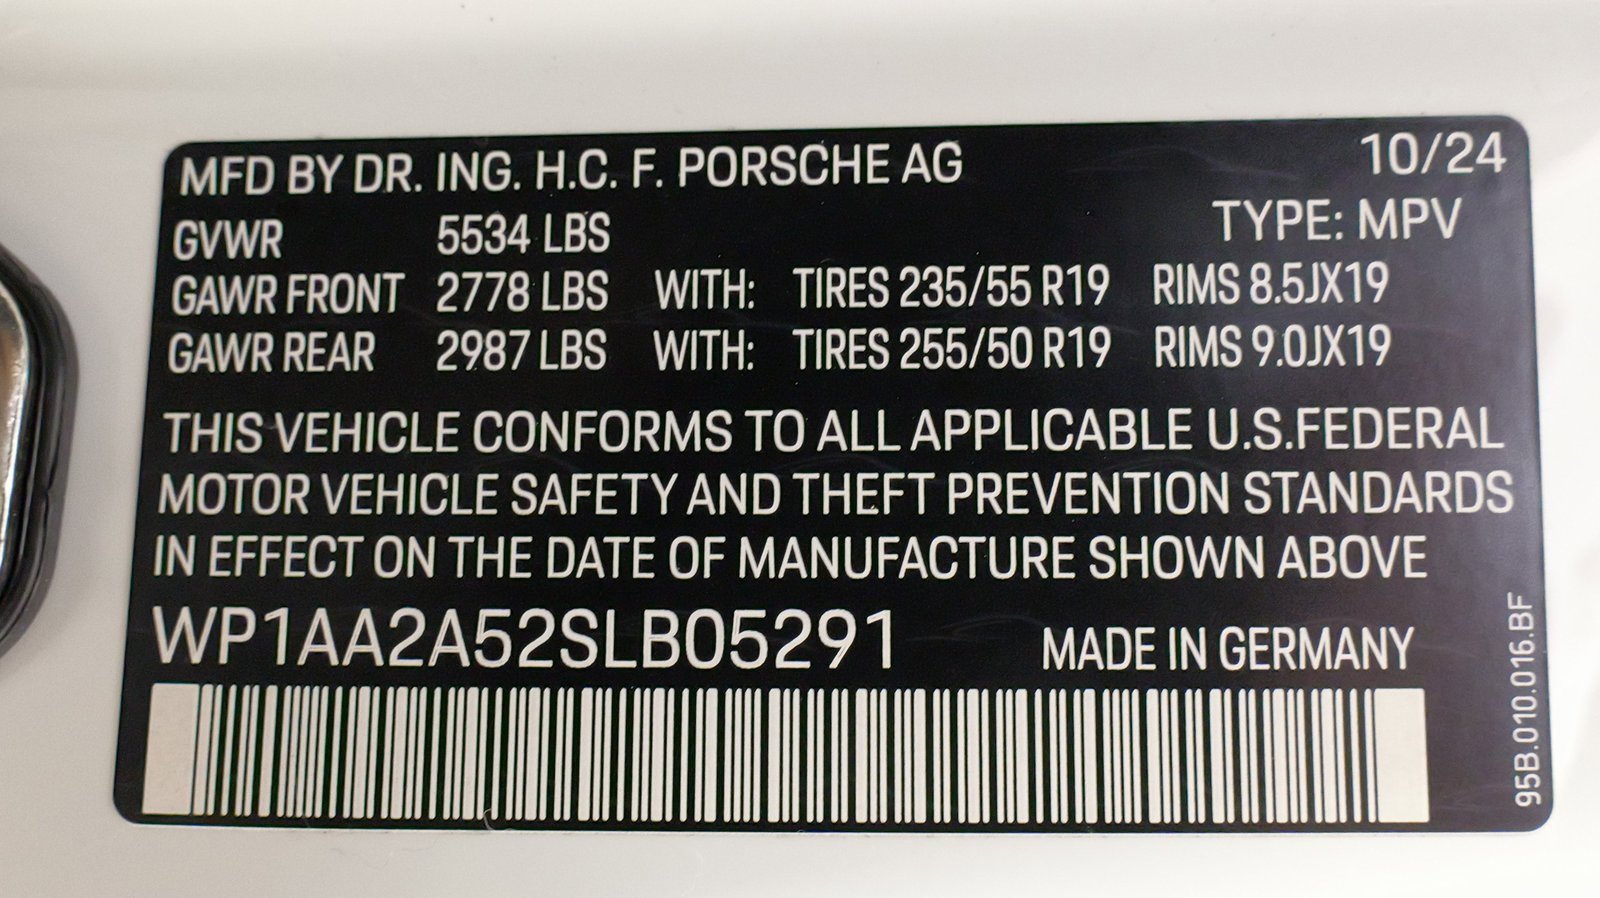 MFD BY DR. ING. H.C. F. PORSCHE AG 10/24
GVWR 5534 LBS TYPE: MPV
GAWR FRONT 2778 LBS WITH: TIRES 235/55 R19 RIMS 8.5JX19
GAWR REAR 2987 LBS WITH: TIRES 255/50 R19 RIMS 9.0JX19
THIS VEHICLE CONFORMS TO ALL APPLICABLE U.S.FEDERAL
MOTOR VEHICLE SAFETY AND THEFT PREVENTION STANDARDS
IN EFFECT ON THE DATE OF MANUFACTURE SHOWN ABOVE
WP1AA2A52SLB05291 MADE IN GERMANY
95B.010.016.BF